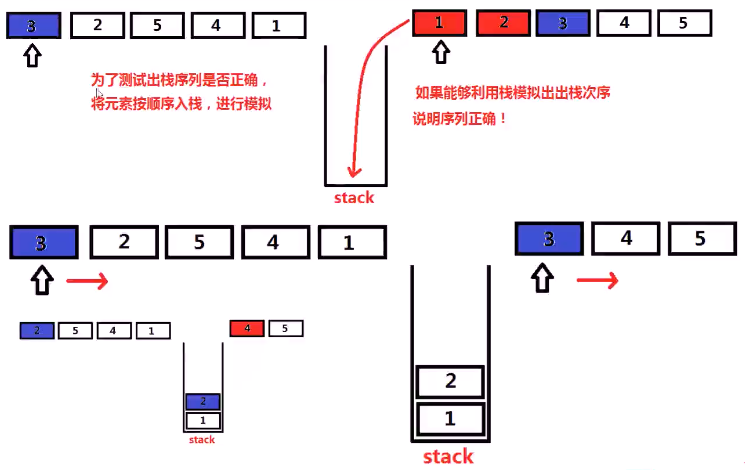 3 2 5 4 1
1 2 3 4 5
为了测试出栈序列是否正确，
将元素按顺序入栈，进行模拟
如果能够利用栈模拟出出栈次序
说明序列正确！
stack
3 2 5 4 1
3 4 5
2 5 4 1
4 5
2
1
stack
2
1
stack